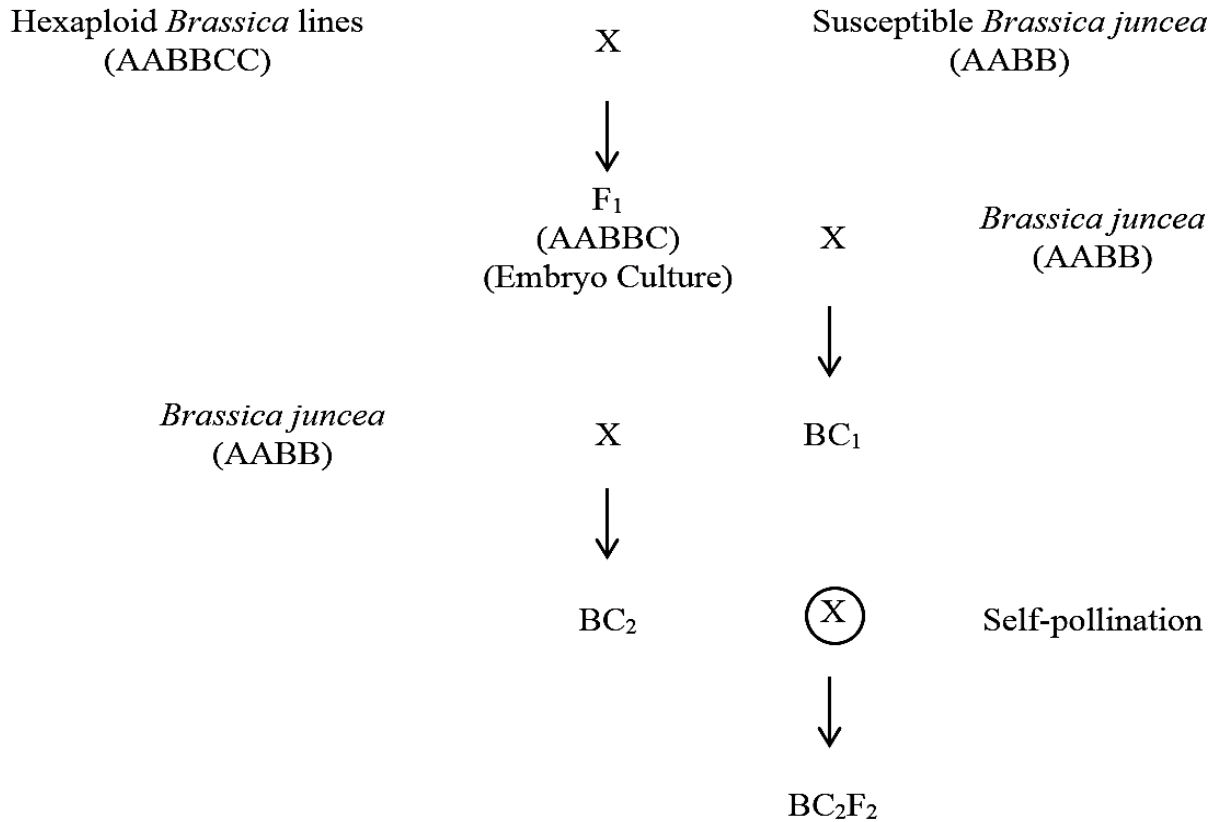 Hexaploid Brassica lines
(AABBCC)
X
Susceptible Brassica juncea
(AABB)
F₁
(AABBC)
(Embryo Culture)
X
Brassica juncea
(AABB)
Brassica juncea
(AABB)
X
BC₁
BC₂
X
Self-pollination
BC₂F₂